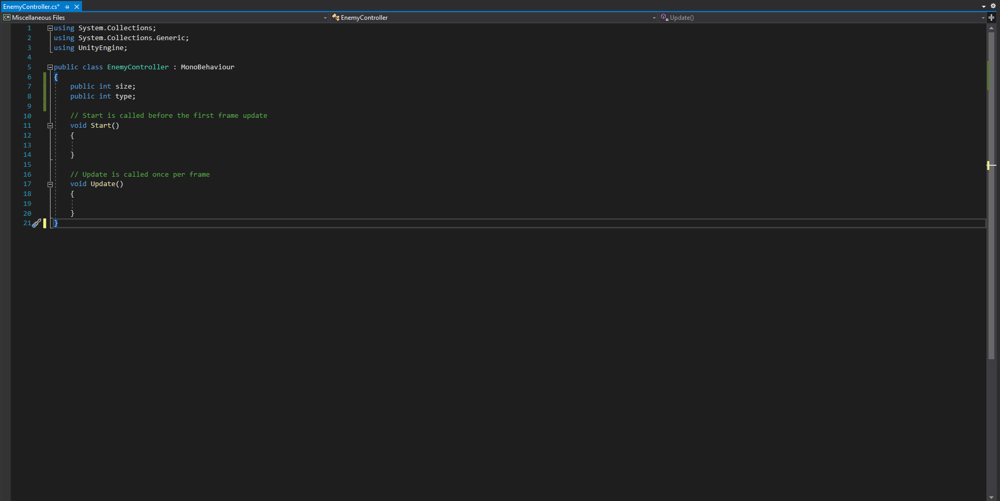 EnemyController.cs*
C# Miscellaneous Files
EnemyController
Update()
1 using System.Collections;
2 using System.Collections.Generic;
3 using UnityEngine;
4
5 public class EnemyController : MonoBehaviour
6 {
7 public int size;
8 public int type;
9
10 // Start is called before the first frame update
11 void Start()
12 {
13
14 }
15
16 // Update is called once per frame
17 void Update()
18 {
19
20 }
21 }